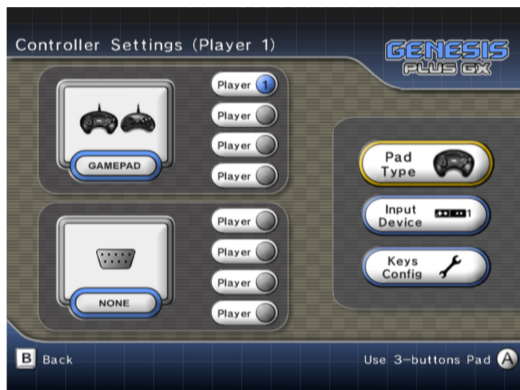 Controller Settings (Player 1)
GENESIS
PLUS GX
Player 1
Player
Player
Player
GAMEPAD
Pad
Type
Input
Device
1
Keys
Config
Player
Player
Player
Player
NONE
B Back
Use 3-buttons Pad A